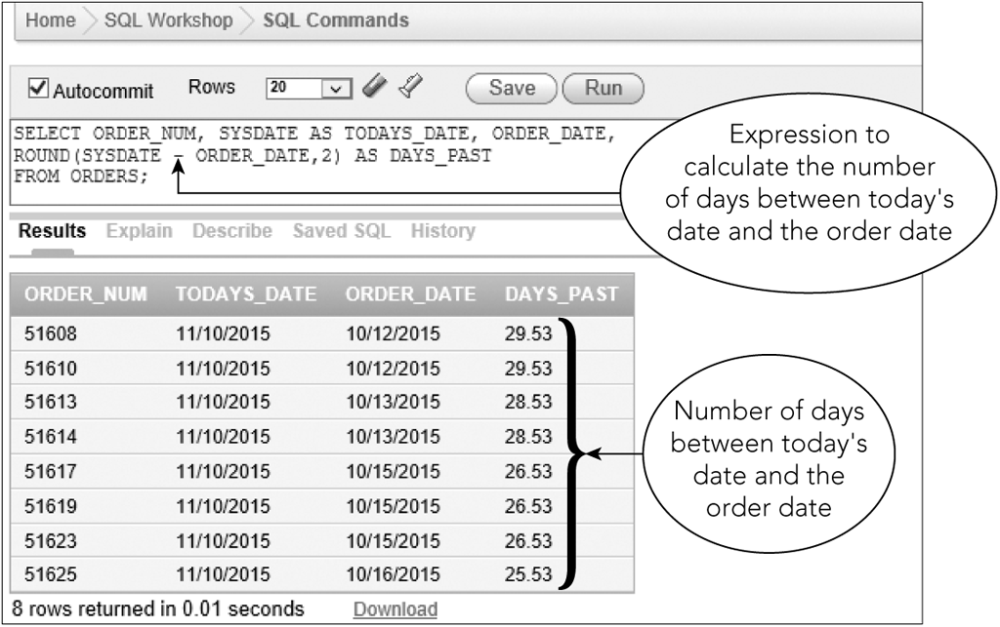 Home SQL Workshop SQL Commands
Autocommit Rows 20 Save Run
SELECT ORDER_NUM, SYSDATE AS TODAYS_DATE, ORDER_DATE,
ROUND(SYSDATE - ORDER_DATE,2) AS DAYS_PAST
FROM ORDERS;
Expression to
calculate the number
of days between today's
date and the order date
Results Explain Describe Saved SQL History
ORDER_NUM TODAYS_DATE ORDER_DATE DAYS_PAST
51608 11/10/2015 10/12/2015 29.53
51610 11/10/2015 10/12/2015 29.53
51613 11/10/2015 10/13/2015 28.53
51614 11/10/2015 10/13/2015 28.53
51617 11/10/2015 10/15/2015 26.53
51619 11/10/2015 10/15/2015 26.53
51623 11/10/2015 10/15/2015 26.53
51625 11/10/2015 10/16/2015 25.53
Number of days
between today's
date and the
order date
8 rows returned in 0.01 seconds Download